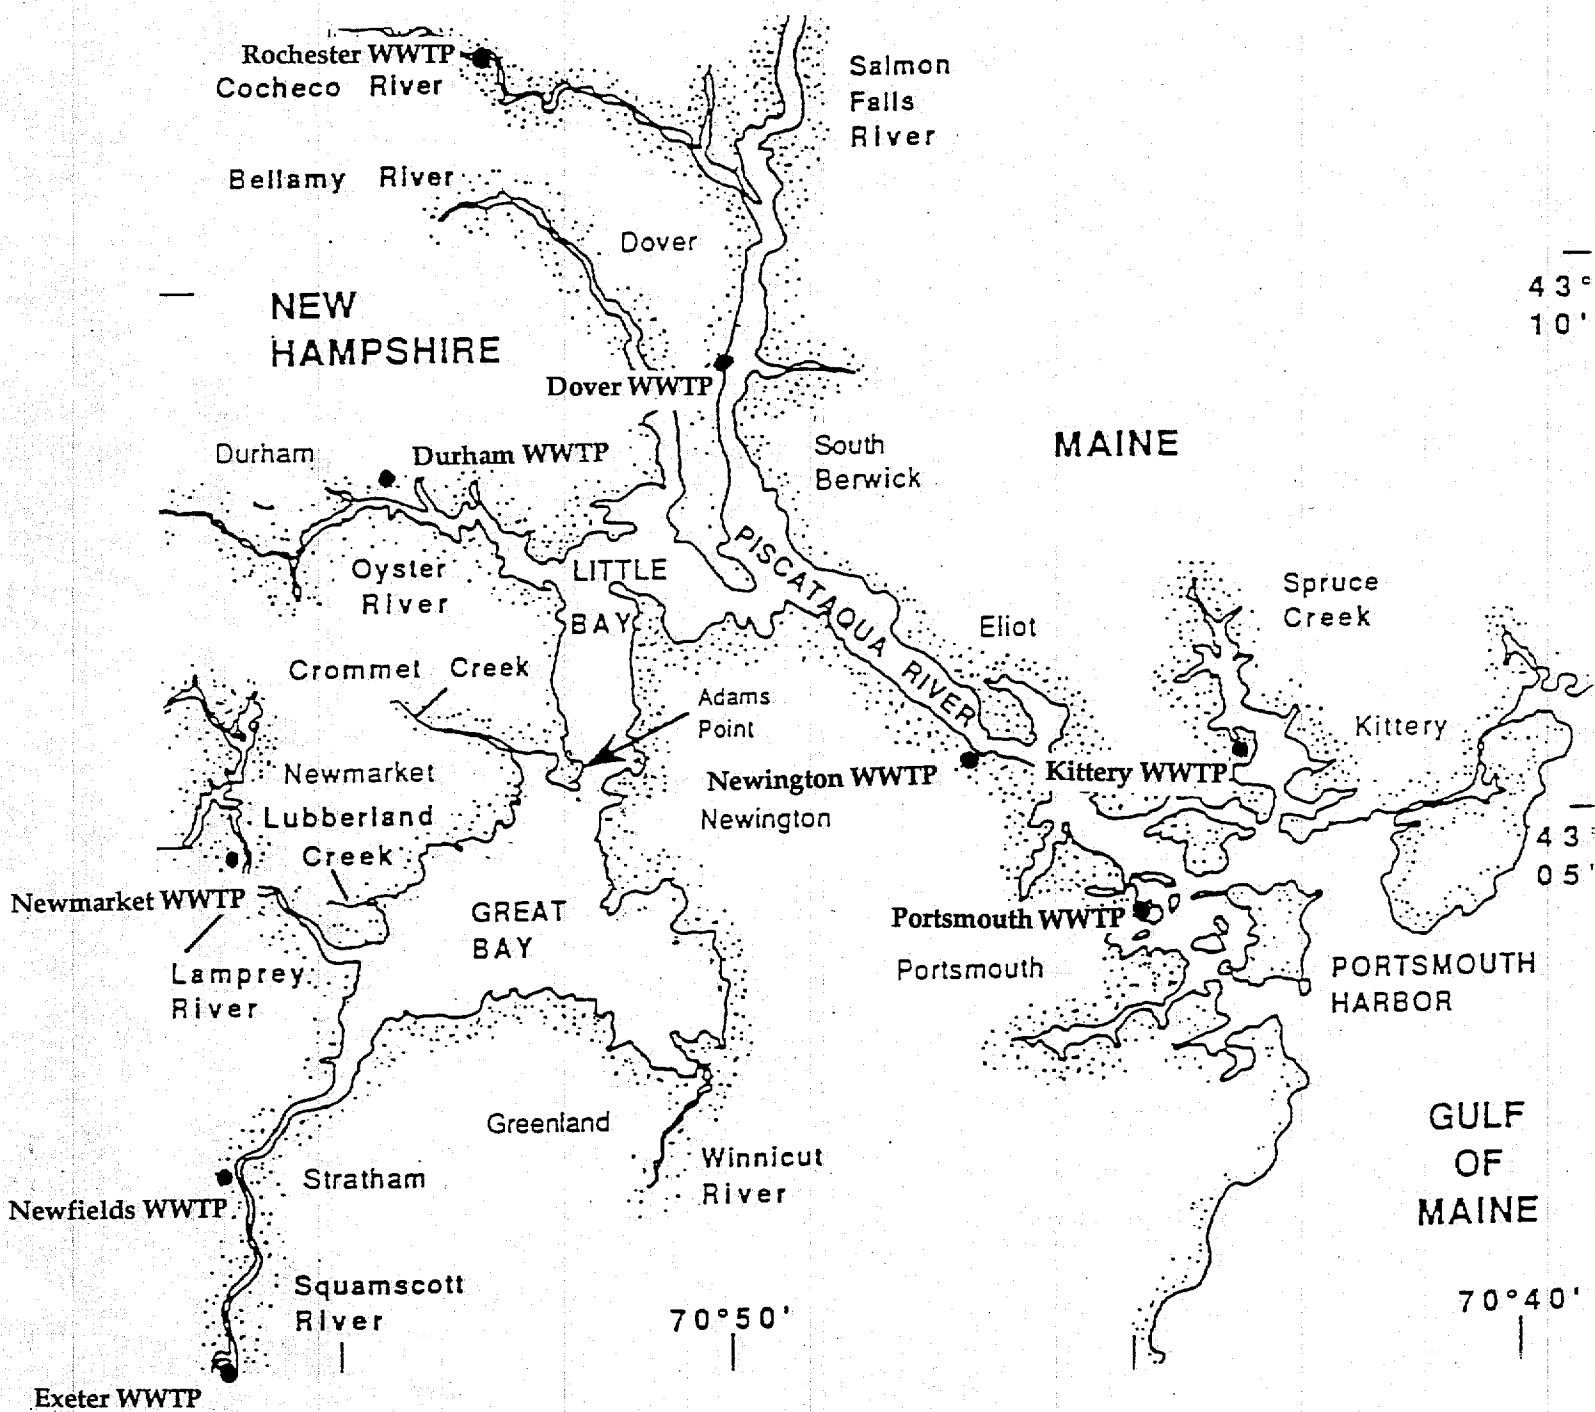 Rochester WWTP
Cocheco River
Salmon
Falls
River
Bellamy River
Dover
NEW
HAMPSHIRE
43°
10'
Dover WWTP
Durham
Durham WWTP
South
Berwick
MAINE
PISCATAQUA RIVER
Oyster
River
LITTLE
BAY
Spruce
Creek
Eliot
Crommet Creek
Adams
Point
Kittery
Newmarket
Newington WWTP
Kittery WWTP
Lubberland
Creek
Newington
43
05'
Newmarket WWTP
GREAT
BAY
Portsmouth WWTP
Lamprey
River
Portsmouth
PORTSMOUTH
HARBOR
Greenland
GULF
OF
MAINE
Stratham
Winnicut
River
Newfields WWTP
Squamscott
River
70°50'
70°40'
Exeter WWTP